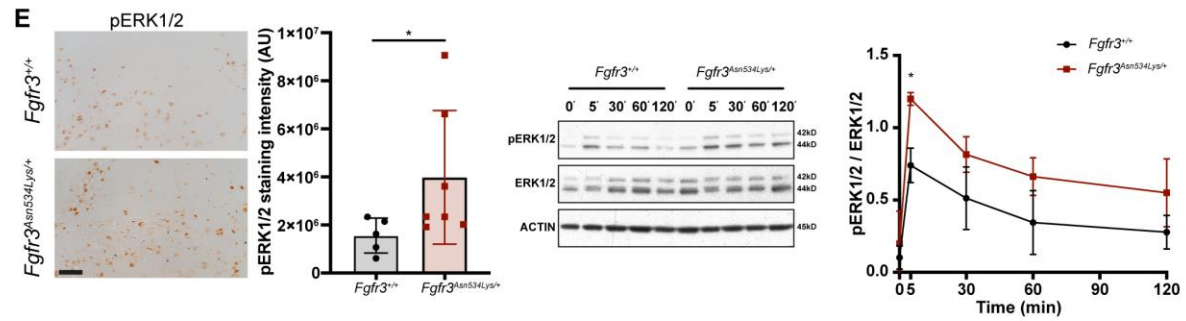 E
pERK1/2
Fgfr3+/+
Fgfr3Asn534Lys/+
pERK1/2 staining intensity (AU)
1×10⁷
8×10⁶
6×10⁶
4×10⁶
2×10⁶
0
*
Fgfr3+/+ Fgfr3Asn534Lys/+
Fgfr3+/+ Fgfr3Asn534Lys/+
0´ 5´ 30´ 60´ 120´ 0´ 5´ 30´ 60´ 120´
pERK1/2 42kD
44kD
ERK1/2 42kD
44kD
ACTIN 45kD
Fgfr3+/+
Fgfr3Asn534Lys/+
pERK1/2 / ERK1/2
1.5
1.0
0.5
0.0
*
0 5 30 60 90 120
Time (min)